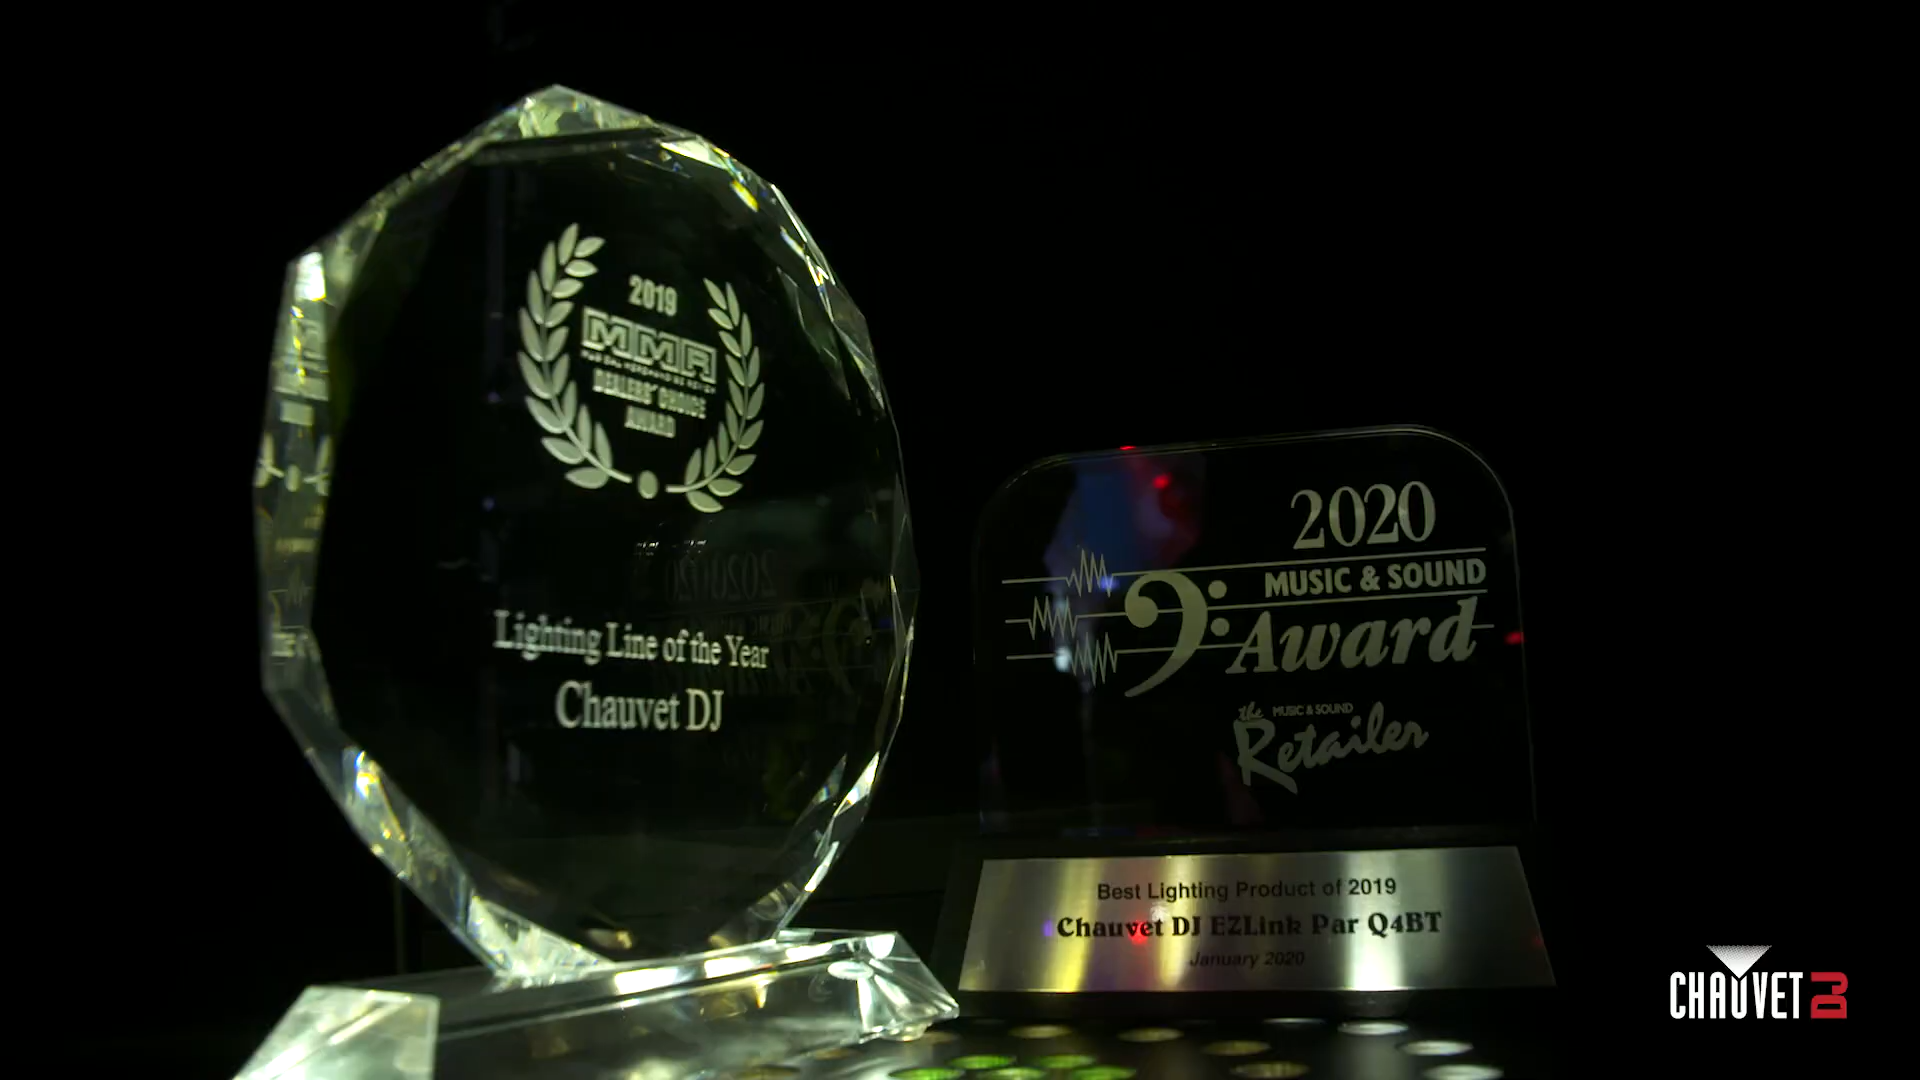 2019
MMR
DEALERS' CHOICE
AWARD
Lighting Line of the Year
Chauvet DJ
2020
MUSIC & SOUND
Award
the MUSIC & SOUND
Retailer
Best Lighting Product of 2019
Chauvet DJ EZLink Par Q4BT
January 2020
CHAUVET DJ